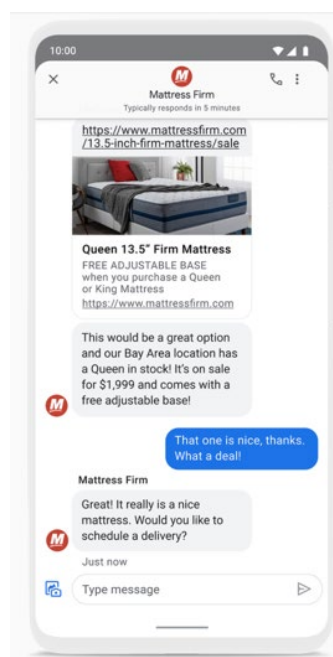 10:00
M
Mattress Firm
Typically responds in 5 minutes
https://www.mattressfirm.com
/13.5-inch-firm-mattress/sale
Queen 13.5" Firm Mattress
FREE ADJUSTABLE BASE
when you purchase a Queen
or King Mattress
https://www.mattressfirm.com
This would be a great option
and our Bay Area location has
a Queen in stock! It's on sale
for $1,999 and comes with a
free adjustable base!
M
That one is nice, thanks.
What a deal!
Mattress Firm
Great! It really is a nice
mattress. Would you like to
schedule a delivery?
M
Just now
Type message